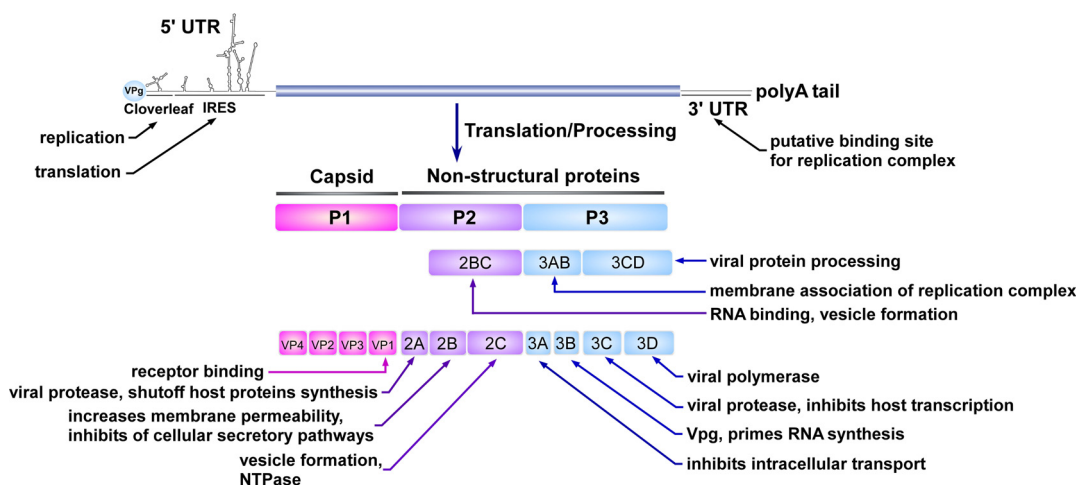 5' UTR
VPg
Cloverleaf IRES
polyA tail
3' UTR
replication
translation
Translation/Processing
putative binding site
for replication complex
Capsid
Non-structural proteins
P1 P2 P3
2BC 3AB 3CD
viral protein processing
membrane association of replication complex
RNA binding, vesicle formation
VP4 VP2 VP3 VP1 2A 2B 2C 3A 3B 3C 3D
receptor binding
viral polymerase
viral protease, shutoff host proteins synthesis
viral protease, inhibits host transcription
increases membrane permeability,
inhibits of cellular secretory pathways
Vpg, primes RNA synthesis
vesicle formation,
NTPase
inhibits intracellular transport